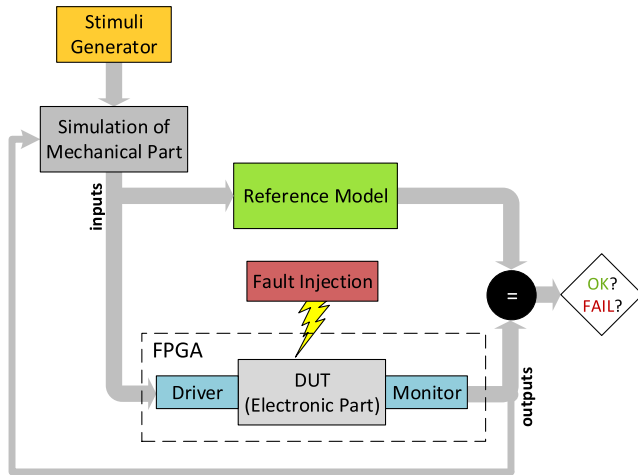 Stimuli
Generator
Simulation of
Mechanical Part
inputs
Reference Model
Fault Injection
=
OK?
FAIL?
FPGA
Driver
DUT
(Electronic Part)
Monitor
outputs